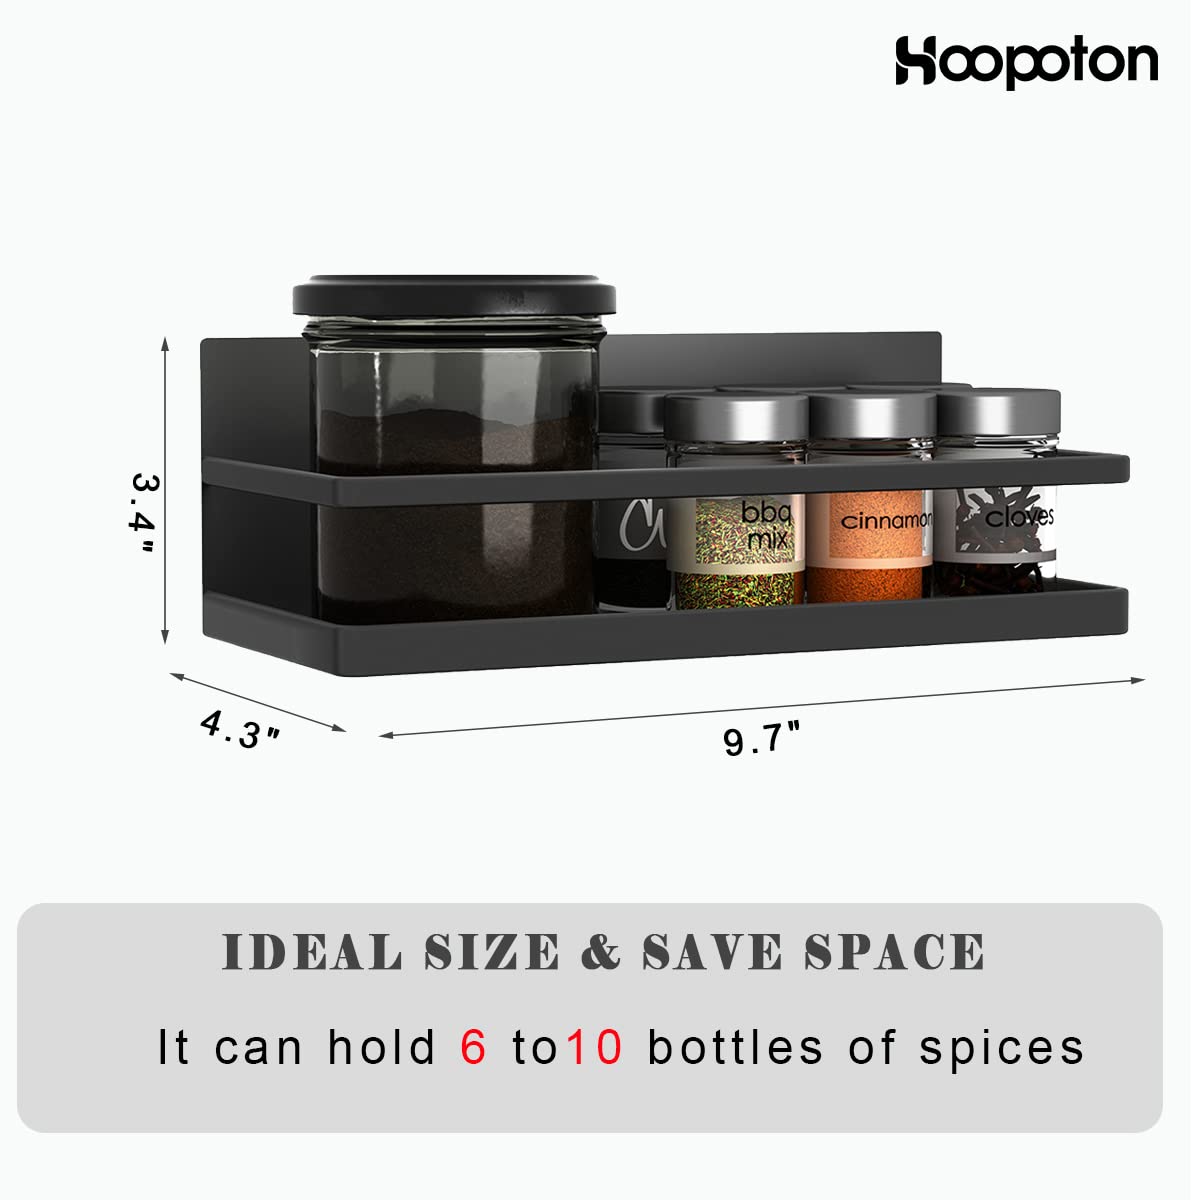 Hoopoton
bbq
mix
cinnamon
cloves
3.4"
4.3"
9.7"
IDEAL SIZE & SAVE SPACE
It can hold 6 to10 bottles of spices